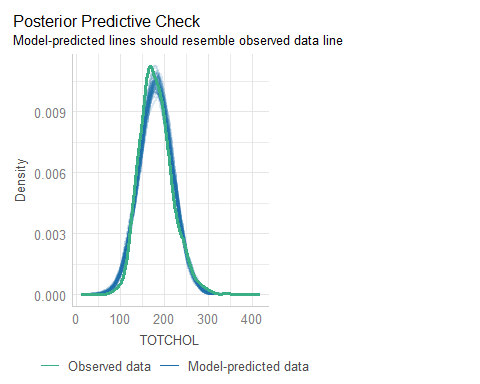 Posterior Predictive Check
Model-predicted lines should resemble observed data line
Density
0.009
0.006
0.003
0.000
0 100 200 300 400
TOTCHOL
Observed data Model-predicted data